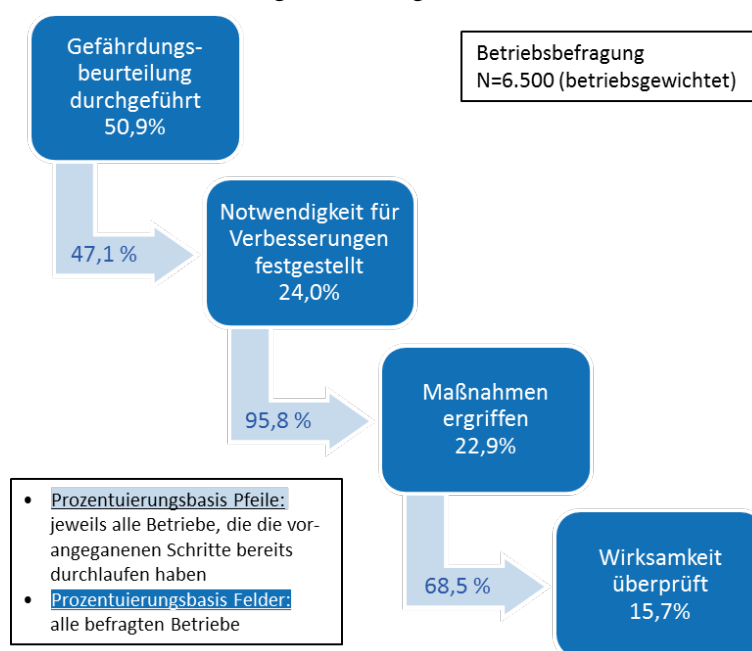 Gefährdungs-
beurteilung
durchgeführt
50,9%
Betriebsbefragung
N=6.500 (betriebsgewichtet)
47,1 %
Notwendigkeit für
Verbesserungen
festgestellt
24,0%
95,8 %
Maßnahmen
ergriffen
22,9%
• Prozentuierungsbasis Pfeile:
jeweils alle Betriebe, die die vor-
angeganenen Schritte bereits
durchlaufen haben
• Prozentuierungsbasis Felder:
alle befragten Betriebe
68,5 %
Wirksamkeit
überprüft
15,7%